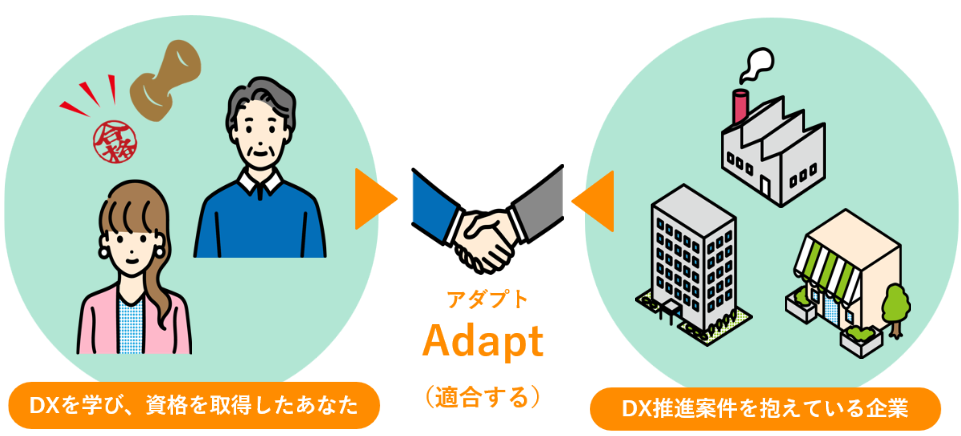 合格
DXを学び、資格を取得したあなた
アダプト
Adapt
（適合する）
DX推進案件を抱えている企業